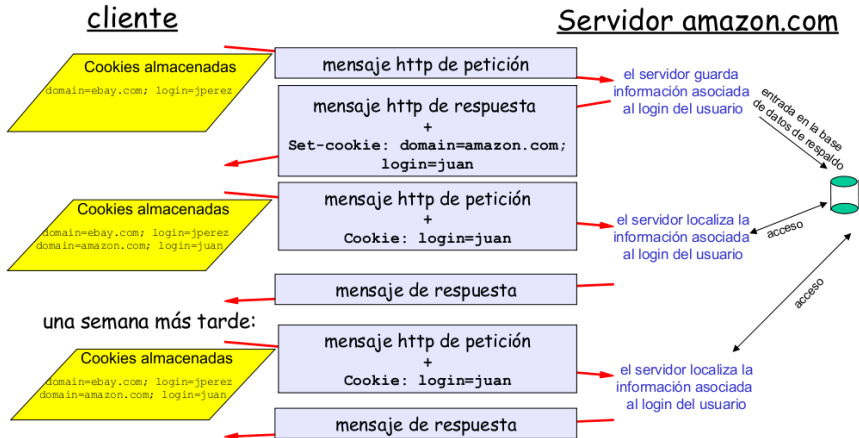 cliente
Servidor amazon.com
Cookies almacenadas
domain=ebay.com; login=jperez
mensaje http de petición
el servidor guarda
información asociada
al login del usuario
entrada en la base
de datos de respaldo
mensaje http de respuesta
+
Set-cookie: domain=amazon.com;
login=juan
Cookies almacenadas
domain=ebay.com; login=jperez
domain=amazon.com; login=juan
mensaje http de petición
+
Cookie: login=juan
el servidor localiza la
información asociada
al login del usuario
acceso
mensaje de respuesta
acceso
una semana más tarde:
Cookies almacenadas
domain=ebay.com; login=jperez
domain=amazon.com; login=juan
mensaje http de petición
+
Cookie: login=juan
el servidor localiza la
información asociada
al login del usuario
mensaje de respuesta